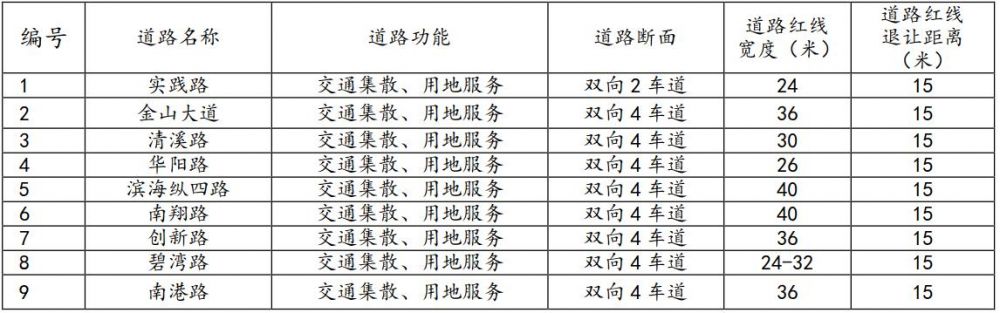 编号 道路名称 道路功能 道路断面 道路红线宽度（米） 道路红线退让距离（米）
1 实践路 交通集散、用地服务 双向2车道 24 15
2 金山大道 交通集散、用地服务 双向4车道 36 15
3 清溪路 交通集散、用地服务 双向4车道 30 15
4 华阳路 交通集散、用地服务 双向4车道 26 15
5 滨海纵四路 交通集散、用地服务 双向4车道 40 15
6 南翔路 交通集散、用地服务 双向4车道 40 15
7 创新路 交通集散、用地服务 双向4车道 36 15
8 碧湾路 交通集散、用地服务 双向4车道 24-32 15
9 南港路 交通集散、用地服务 双向4车道 36 15